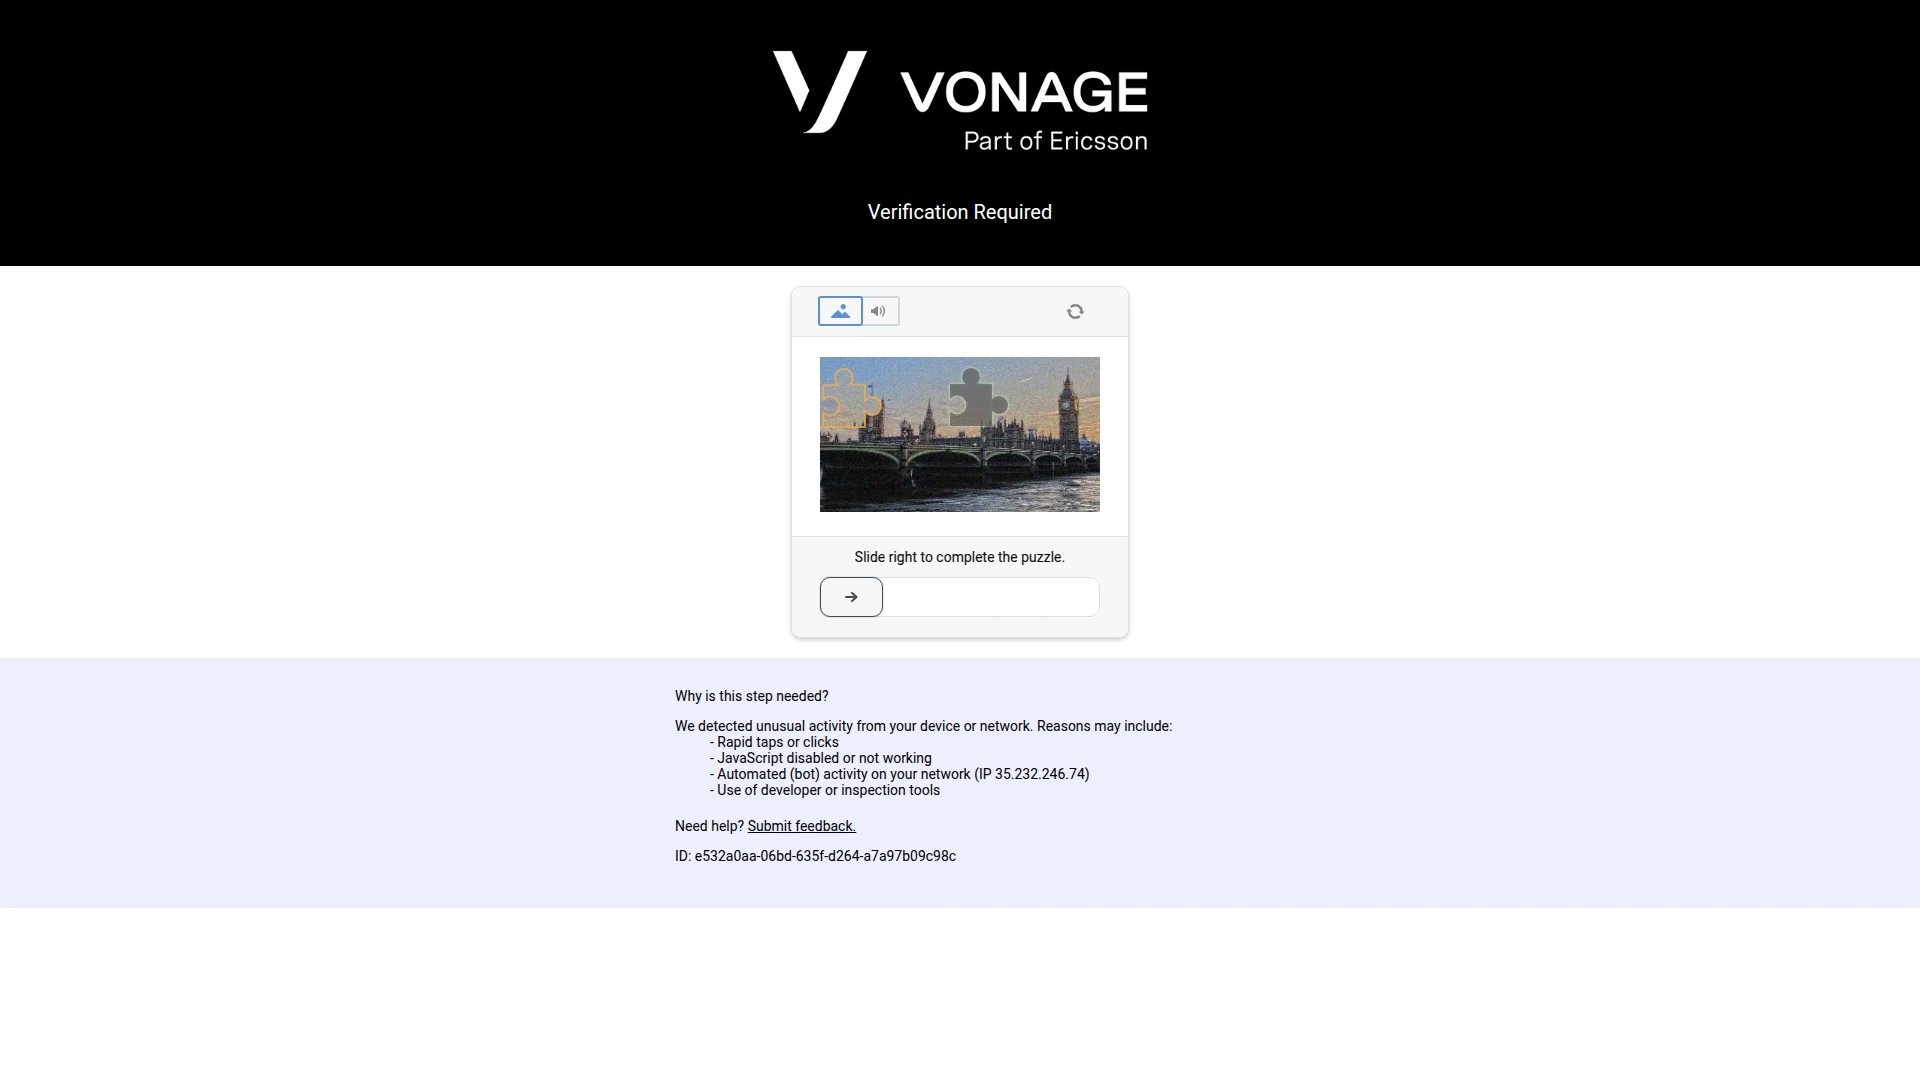 VONAGE
Part of Ericsson
Verification Required
Slide right to complete the puzzle.
Why is this step needed?
We detected unusual activity from your device or network. Reasons may include:
- Rapid taps or clicks
- JavaScript disabled or not working
- Automated (bot) activity on your network (IP 35.232.246.74)
- Use of developer or inspection tools
Need help? Submit feedback.
ID: e532a0aa-06bd-635f-d264-a7a97b09c98c